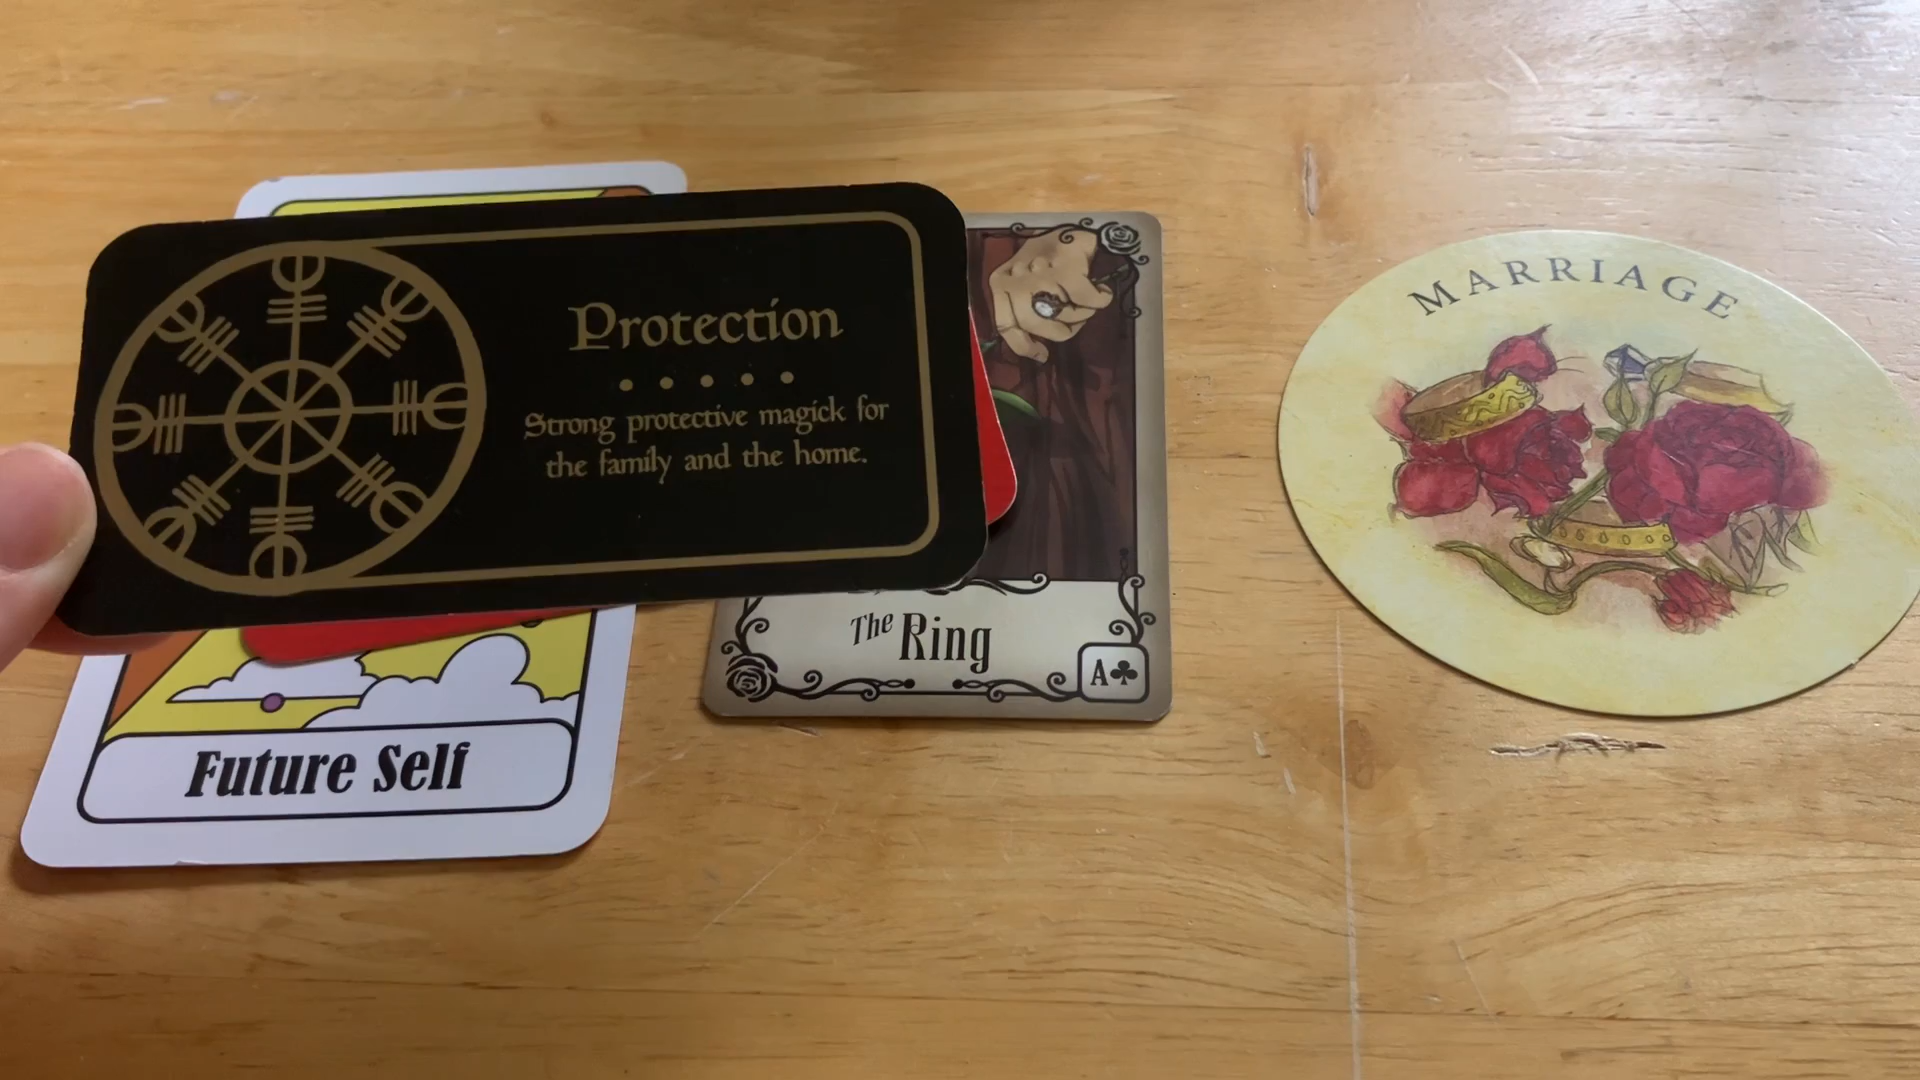 Protection
Strong protective magick for
the family and the home.
Future Self
The Ring
A♣
MARRIAGE